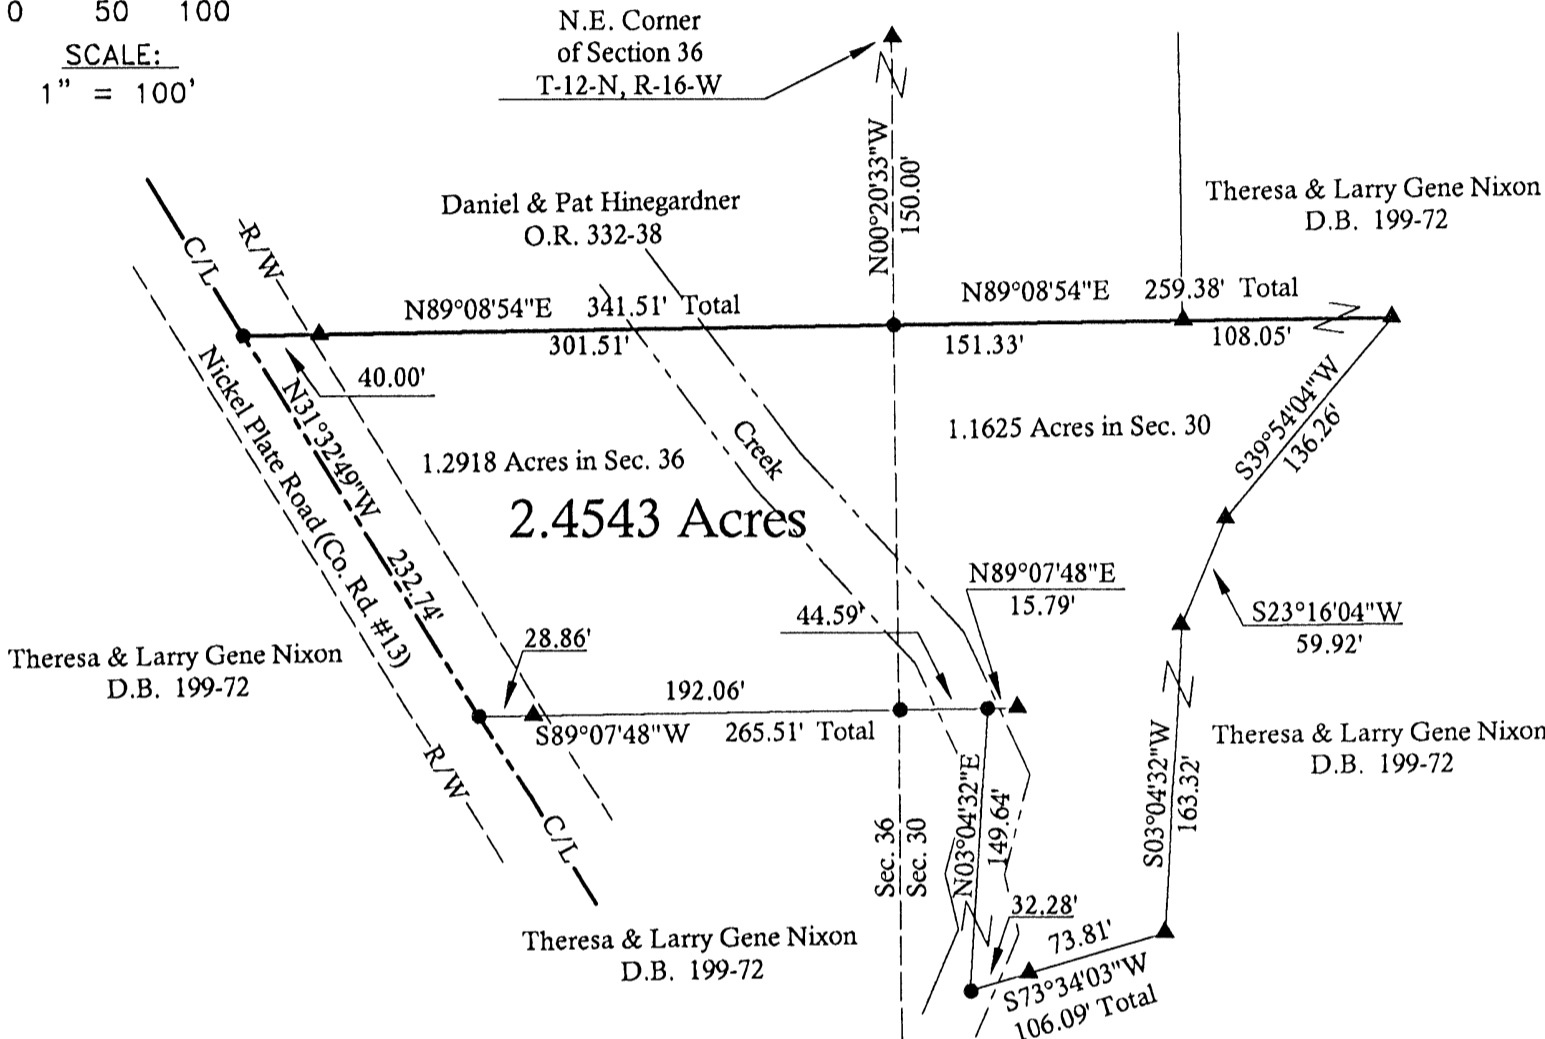 0 50 100
SCALE:
1" = 100'
N.E. Corner
of Section 36
T-12-N, R-16-W
N00°20'33"W
150.00'
Daniel & Pat Hinegardner
O.R. 332-38
Theresa & Larry Gene Nixon
D.B. 199-72
C/L
R/W
N89°08'54"E 341.51' Total
301.51'
N89°08'54"E 259.38' Total
151.33'
108.05'
40.00'
N31°32'49"W 232.74'
Nickel Plate Road (Co. Rd. #13)
Creek
S39°54'04"W
136.26'
1.1625 Acres in Sec. 30
1.2918 Acres in Sec. 36
2.4543 Acres
N89°07'48"E
15.79'
44.59'
S23°16'04"W
59.92'
28.86'
Theresa & Larry Gene Nixon
D.B. 199-72
192.06'
S89°07'48"W 265.51' Total
R/W
C/L
Sec. 36
Sec. 30
N03°04'32"E
149.64'
S03°04'32"W
163.32'
Theresa & Larry Gene Nixon
D.B. 199-72
32.28'
73.81'
S73°34'03"W
106.09' Total
Theresa & Larry Gene Nixon
D.B. 199-72